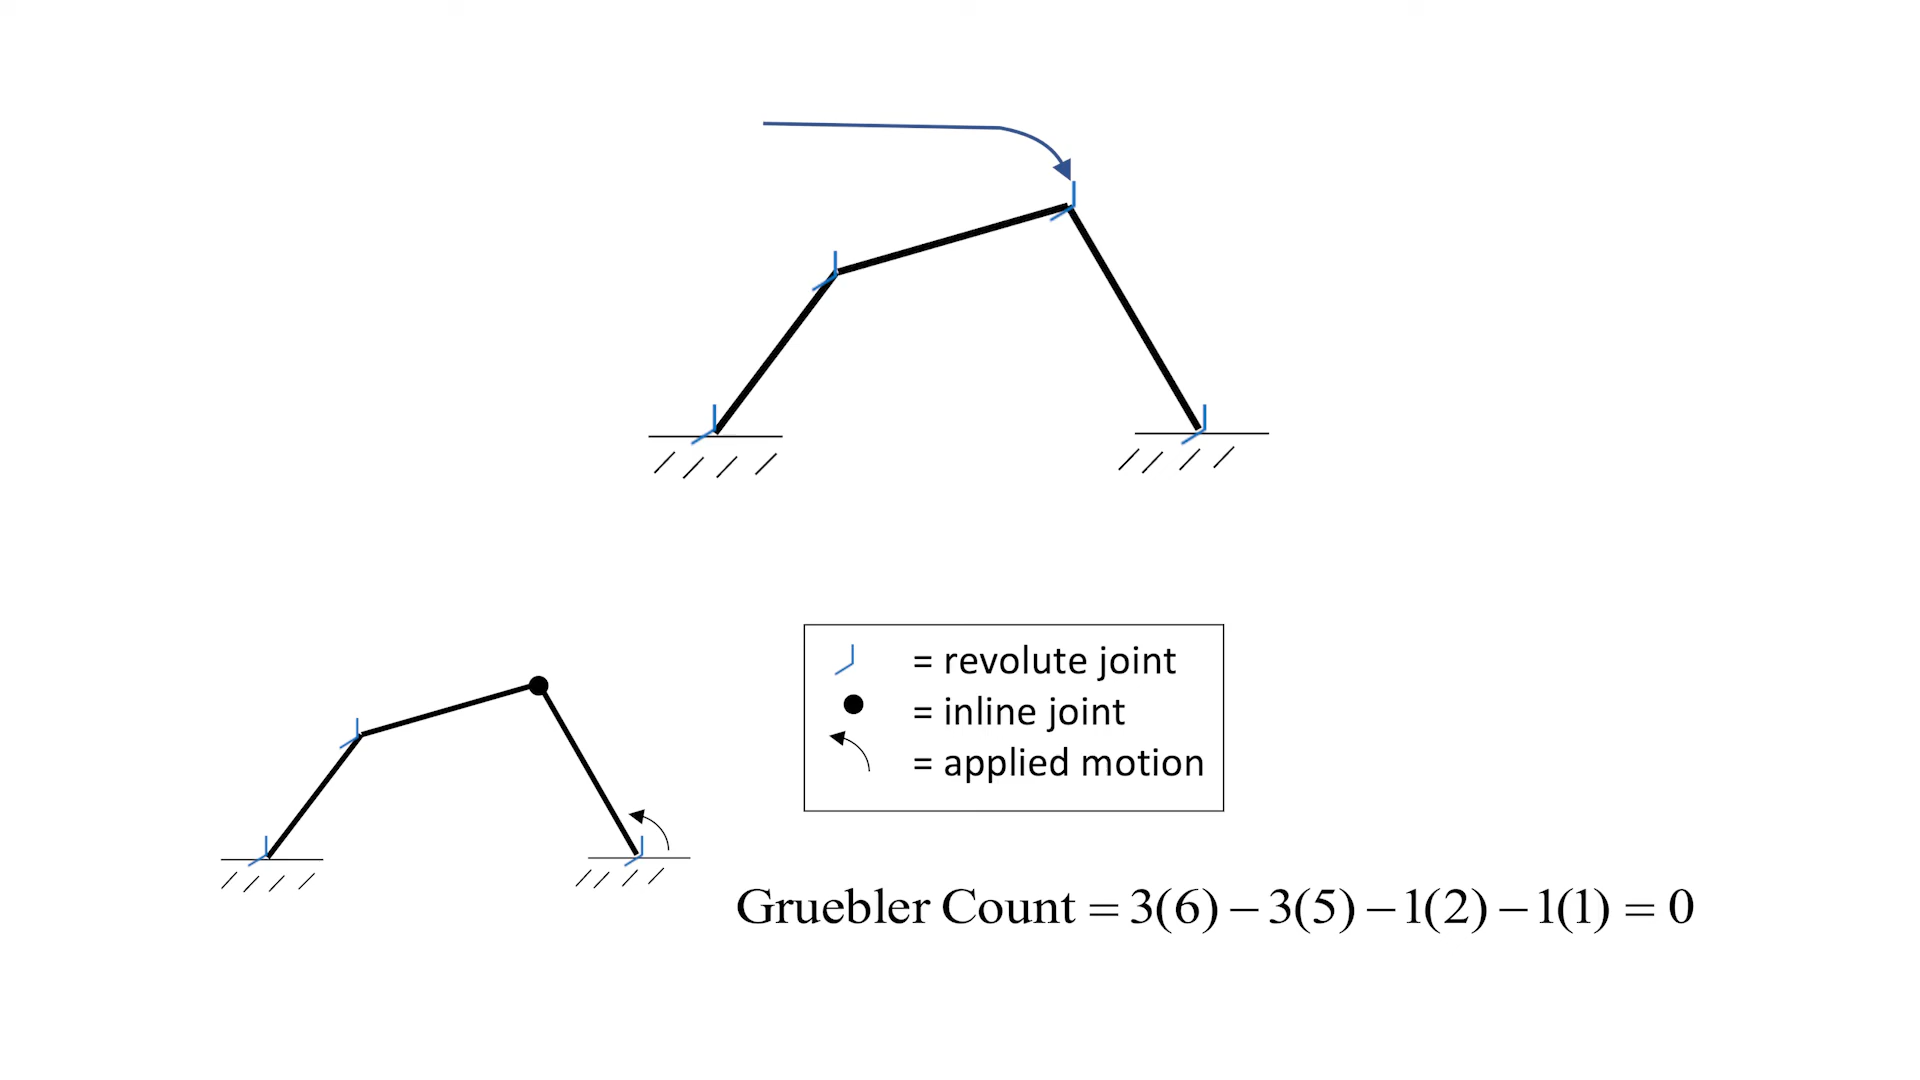 = revolute joint
= inline joint
= applied motion
Gruebler Count = 3(6) − 3(5) − 1(2) − 1(1) = 0